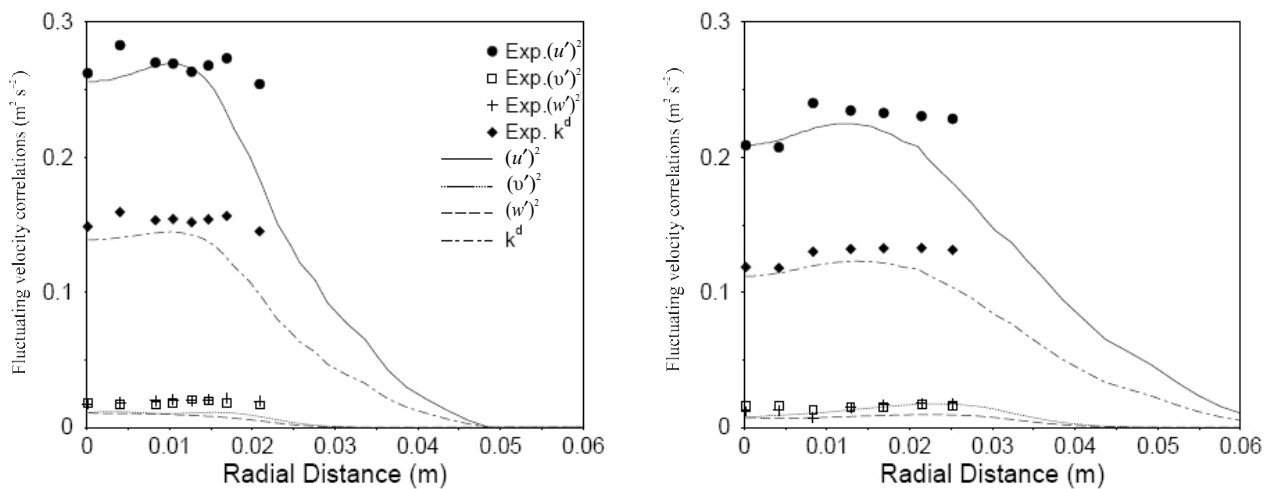 Fluctuating velocity correlations (m² s⁻²)
0.3
0.2
0.1
0
0
0.01
0.02
0.03
0.04
0.05
0.06
Radial Distance (m)
Exp.(u′)²
Exp.(υ′)²
Exp.(w′)²
Exp. kᵈ
(u′)²
(υ′)²
(w′)²
kᵈ
Fluctuating velocity correlations (m² s⁻²)
0.3
0.2
0.1
0
0
0.01
0.02
0.03
0.04
0.05
0.06
Radial Distance (m)